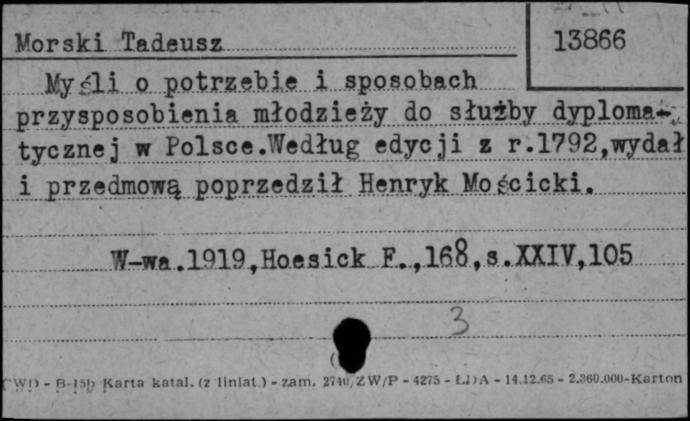 Morski Tadeusz
13866
Myśli o potrzebie i sposobach
przysposobienia młodzieży do służby dyploma-
tycznej w Polsce.Według edycji z r.1792,wydał
i przedmową poprzedził Henryk Mościcki.
W-wa.1919,Hoesick F.,168,s.XXIV,105
3
CWD - B-15b Karta katal. (z liniat.) - zam. 2740/ZW/P - 4275 - ŁDA - 14.12.65 - 2.360.000-Karton